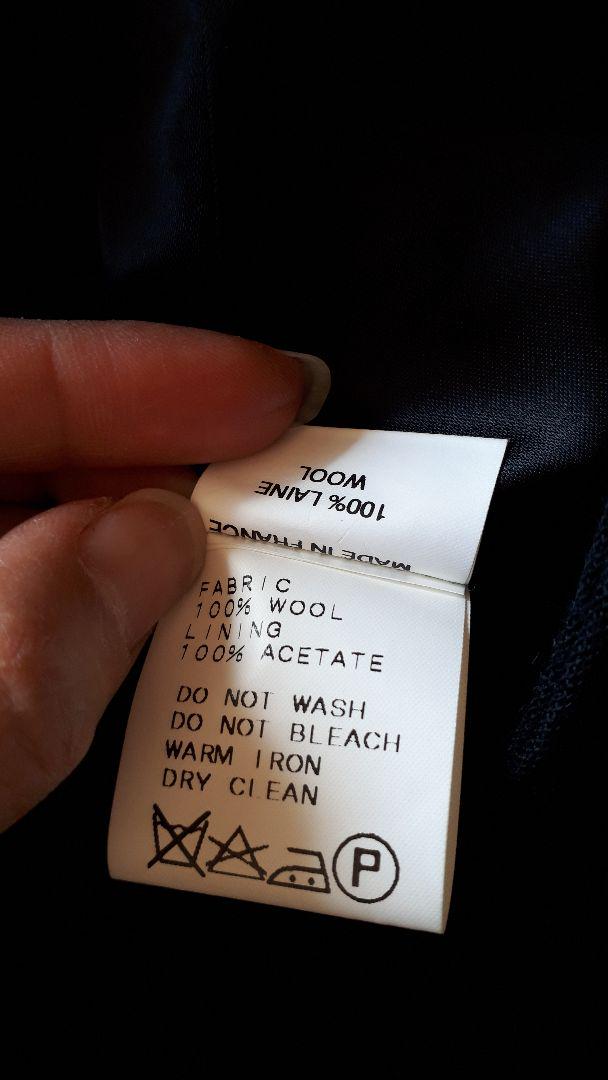 WOOL
100% LAINE
MADE IN FRANCE
FABRIC
100% WOOL
LINING
100% ACETATE
DO NOT WASH
DO NOT BLEACH
WARM IRON
DRY CLEAN
P